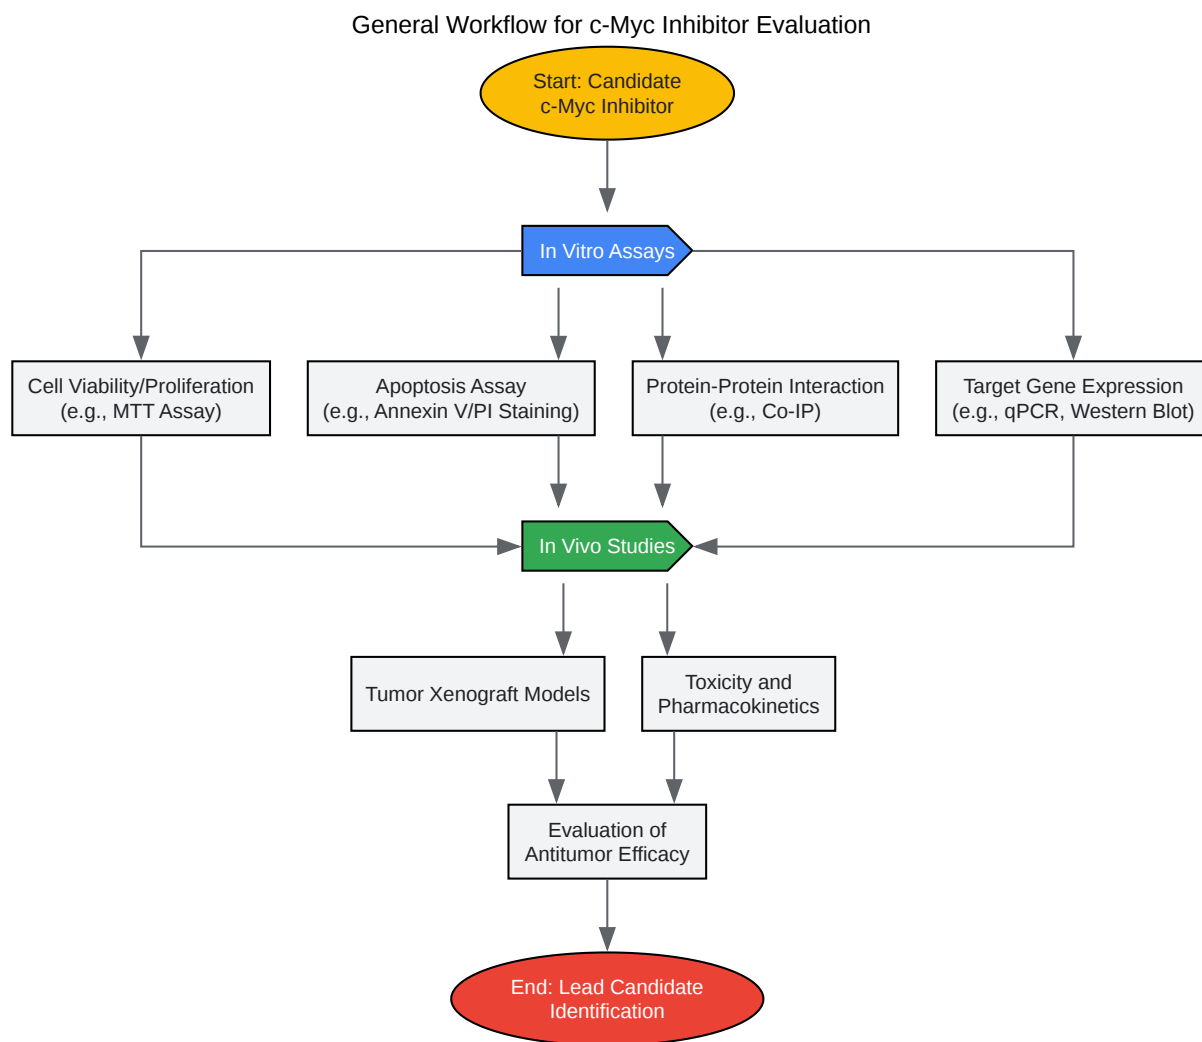 General Workflow for c-Myc Inhibitor Evaluation
Start: Candidate
c-Myc Inhibitor
In Vitro Assays
Cell Viability/Proliferation
(e.g., MTT Assay)
Apoptosis Assay
(e.g., Annexin V/PI Staining)
Protein-Protein Interaction
(e.g., Co-IP)
Target Gene Expression
(e.g., qPCR, Western Blot)
In Vivo Studies
Tumor Xenograft Models
Toxicity and
Pharmacokinetics
Evaluation of
Antitumor Efficacy
End: Lead Candidate
Identification